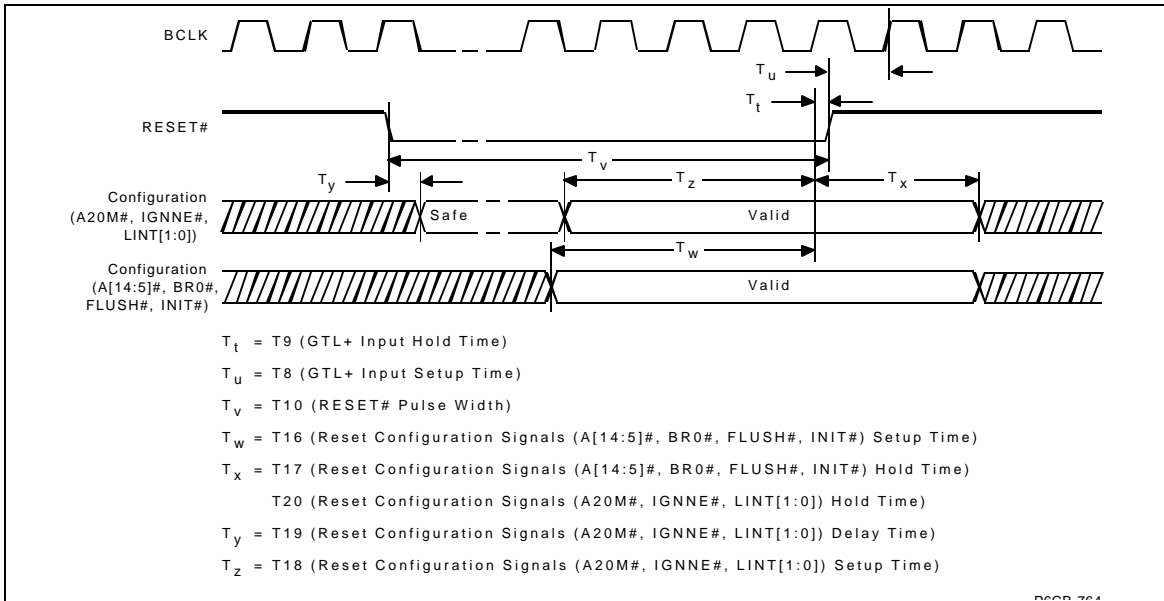 BCLK
T u
T t
RESET#
T v
T y
T z
T x
Configuration
(A20M#, IGNNE#,
LINT[1:0])
Safe
Valid
T w
Configuration
(A[14:5]#, BR0#,
FLUSH#, INIT#)
Valid
T t = T9 (GTL+ Input Hold Time)
T u = T8 (GTL+ Input Setup Time)
T v = T10 (RESET# Pulse Width)
T w = T16 (Reset Configuration Signals (A[14:5]#, BR0#, FLUSH#, INIT#) Setup Time)
T x = T17 (Reset Configuration Signals (A[14:5]#, BR0#, FLUSH#, INIT#) Hold Time)
T20 (Reset Configuration Signals (A20M#, IGNNE#, LINT[1:0]) Hold Time)
T y = T19 (Reset Configuration Signals (A20M#, IGNNE#, LINT[1:0]) Delay Time)
T z = T18 (Reset Configuration Signals (A20M#, IGNNE#, LINT[1:0]) Setup Time)